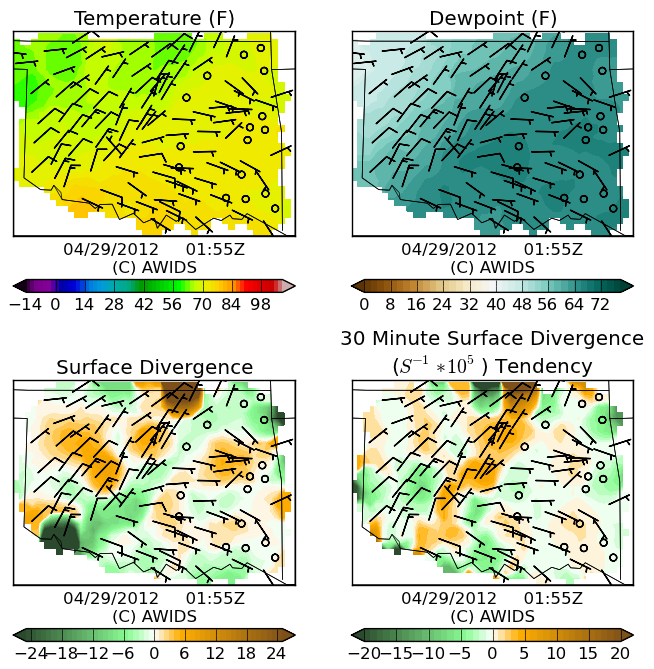 Temperature (F)
Dewpoint (F)
04/29/2012 01:55Z
(C) AWIDS
04/29/2012 01:55Z
(C) AWIDS
−14 0 14 28 42 56 70 84 98
0 8 16 24 32 40 48 56 64 72
Surface Divergence
30 Minute Surface Divergence
(S⁻¹ ∗10⁵ ) Tendency
04/29/2012 01:55Z
(C) AWIDS
04/29/2012 01:55Z
(C) AWIDS
−24 −18 −12 −6 0 6 12 18 24
−20 −15 −10 −5 0 5 10 15 20